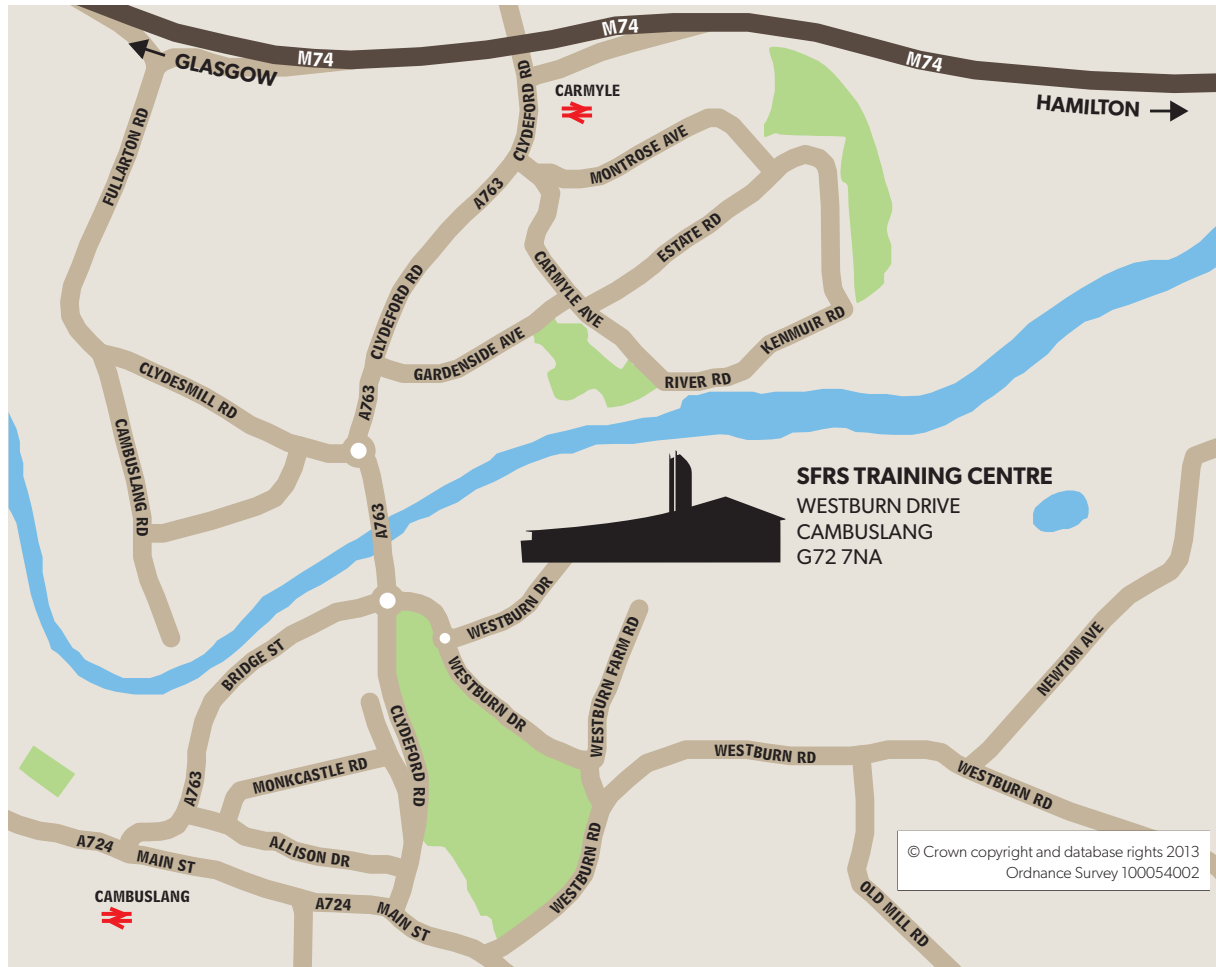 M74
M74
M74
GLASGOW
HAMILTON
CARMYLE
CLYDEFORD RD
FULLARTON RD
MONTROSE AVE
A763
ESTATE RD
CARMYLE AVE
CLYDEFORD RD
KENMUIR RD
GARDENSIDE AVE
RIVER RD
CLYDESMILL RD
A763
CAMBUSLANG RD
A763
SFRS TRAINING CENTRE
WESTBURN DRIVE
CAMBUSLANG
G72 7NA
WESTBURN DR
BRIDGE ST
WESTBURN FARM RD
NEWTON AVE
WESTBURN DR
CLYDEFORD RD
WESTBURN RD
MONKCASTLE RD
A763
WESTBURN RD
A724
MAIN ST
ALLISON DR
WESTBURN RD
CAMBUSLANG
A724
MAIN ST
OLD MILL RD
© Crown copyright and database rights 2013
Ordnance Survey 100054002